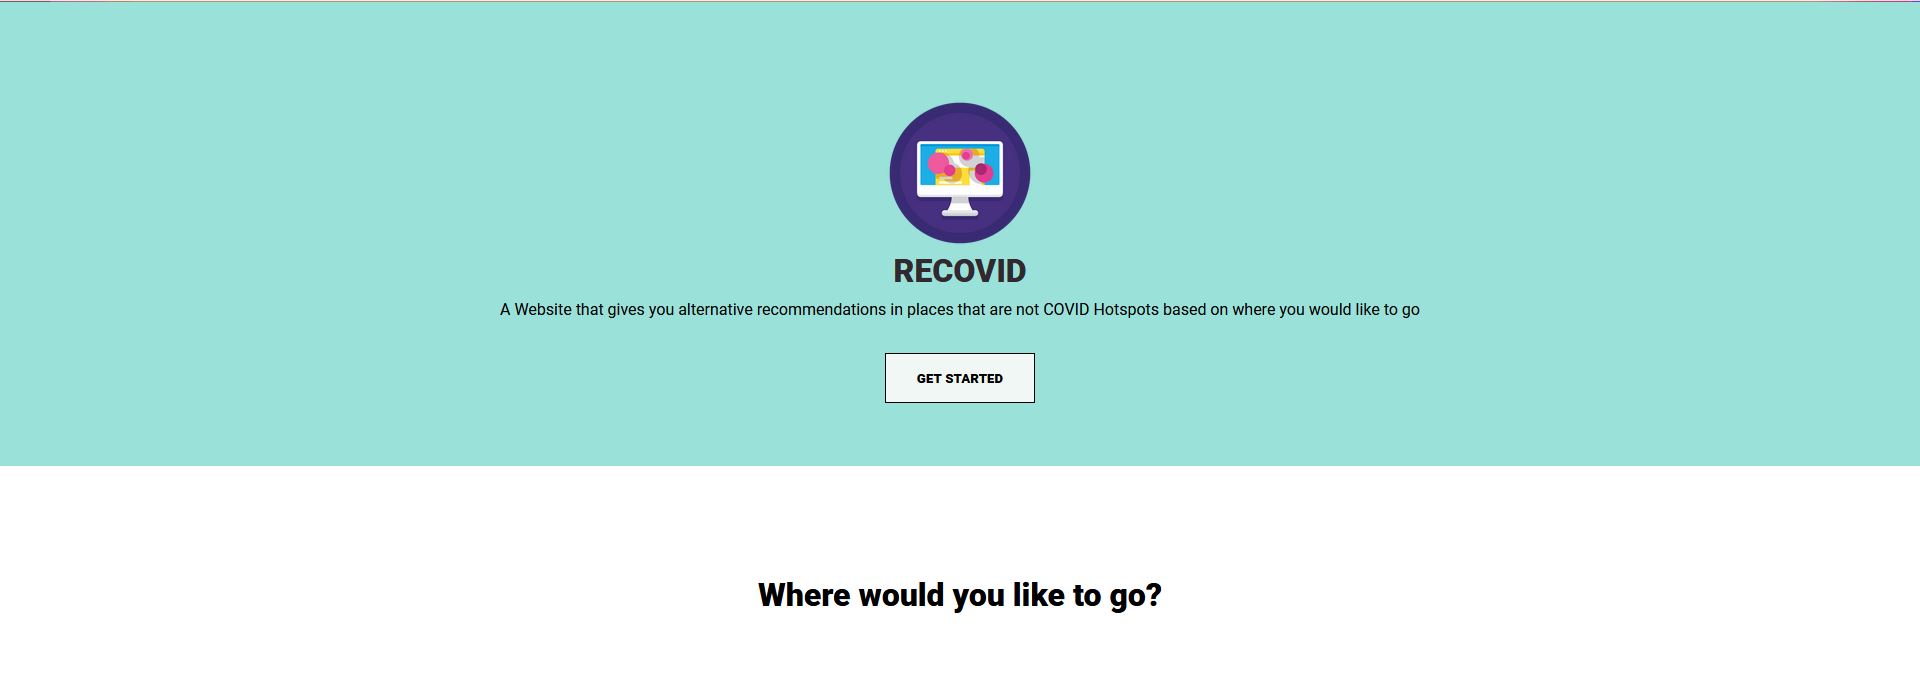 RECOVID
A Website that gives you alternative recommendations in places that are not COVID Hotspots based on where you would like to go
GET STARTED
Where would you like to go?